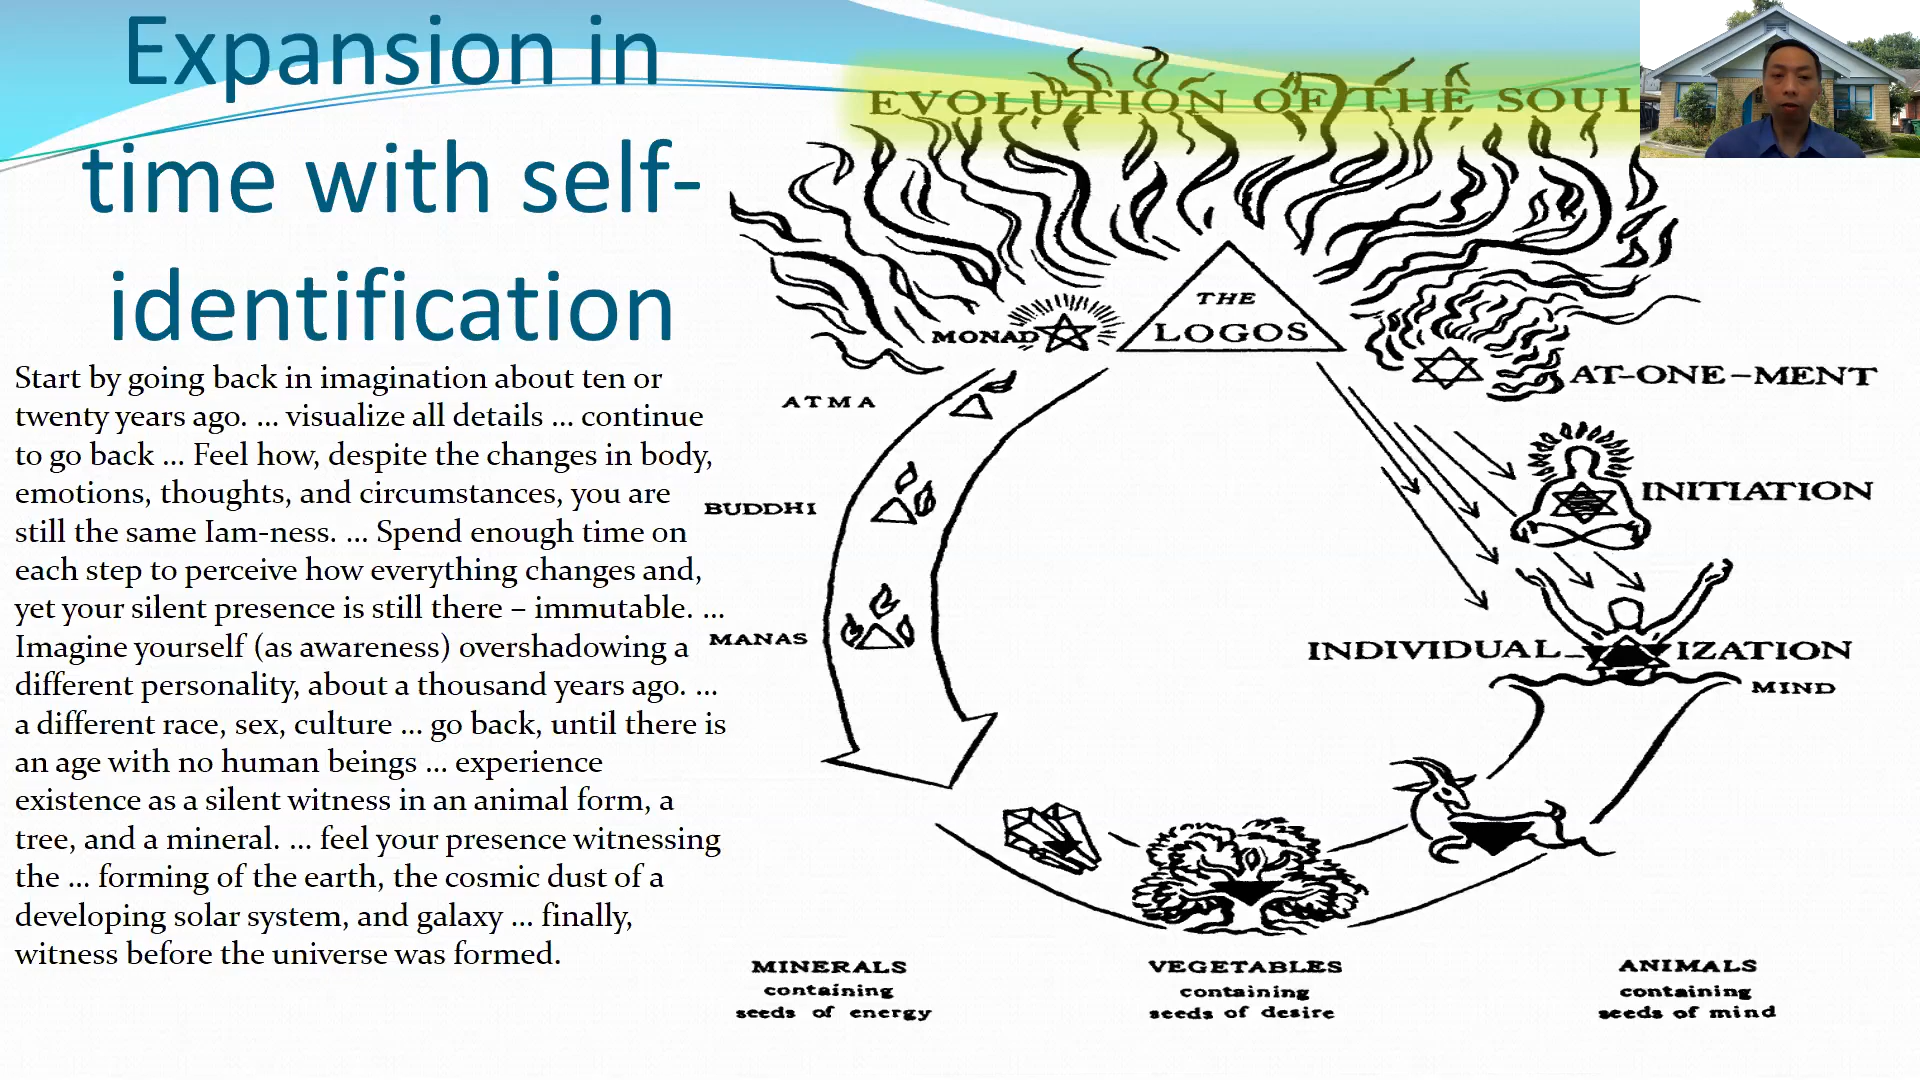 Expansion in
time with self-
identification
Start by going back in imagination about ten or
twenty years ago. ... visualize all details ... continue
to go back ... Feel how, despite the changes in body,
emotions, thoughts, and circumstances, you are
still the same Iam-ness. ... Spend enough time on
each step to perceive how everything changes and,
yet your silent presence is still there – immutable. ...
Imagine yourself (as awareness) overshadowing a
different personality, about a thousand years ago. ...
a different race, sex, culture ... go back, until there is
an age with no human beings ... experience
existence as a silent witness in an animal form, a
tree, and a mineral. ... feel your presence witnessing
the ... forming of the earth, the cosmic dust of a
developing solar system, and galaxy ... finally,
witness before the universe was formed.
EVOLUTION OF THE SOUL
THE
LOGOS
MONAD
AT-ONE-MENT
ATMA
INITIATION
BUDDHI
MANAS
INDIVIDUAL-IZATION
MIND
MINERALS
containing
seeds of energy
VEGETABLES
containing
seeds of desire
ANIMALS
containing
seeds of mind